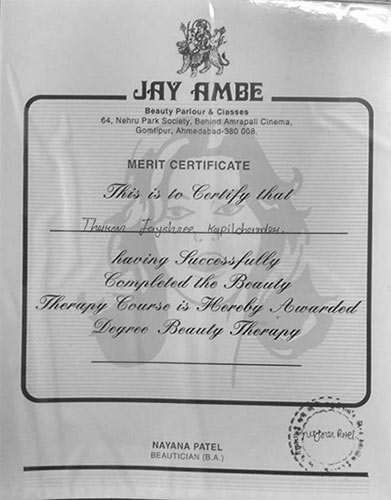 JAY AMBE
Beauty Parlour & Classes
64, Nehru Park Society, Behind Amrapali Cinema,
Gomtipur, Ahmedabad-380 008.
MERIT CERTIFICATE
This is to Certify that
Jayshree Kapilchandra.
having Successfully
Completed the Beauty
Therapy Course is Hereby Awarded
Degree Beauty Therapy
NAYANA PATEL
BEAUTICIAN (B.A.)